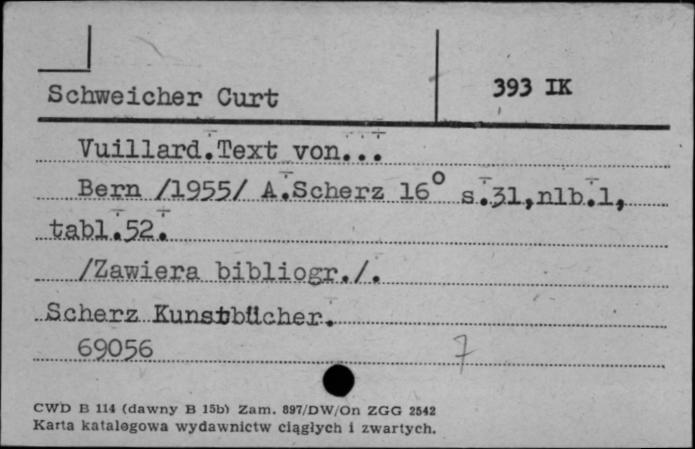 Schweicher Curt
393 IK
Vuillard.Text von...
Bern /1955/ A.Scherz 16° s.31,nlb.1,
tabl.52.
/Zawiera bibliogr./.
Scherz Kunstbücher.
69056
7
CWD B 114 (dawny B 15b) Zam. 897/DW/On ZGG 2542
Karta katalogowa wydawnictw ciągłych i zwartych.